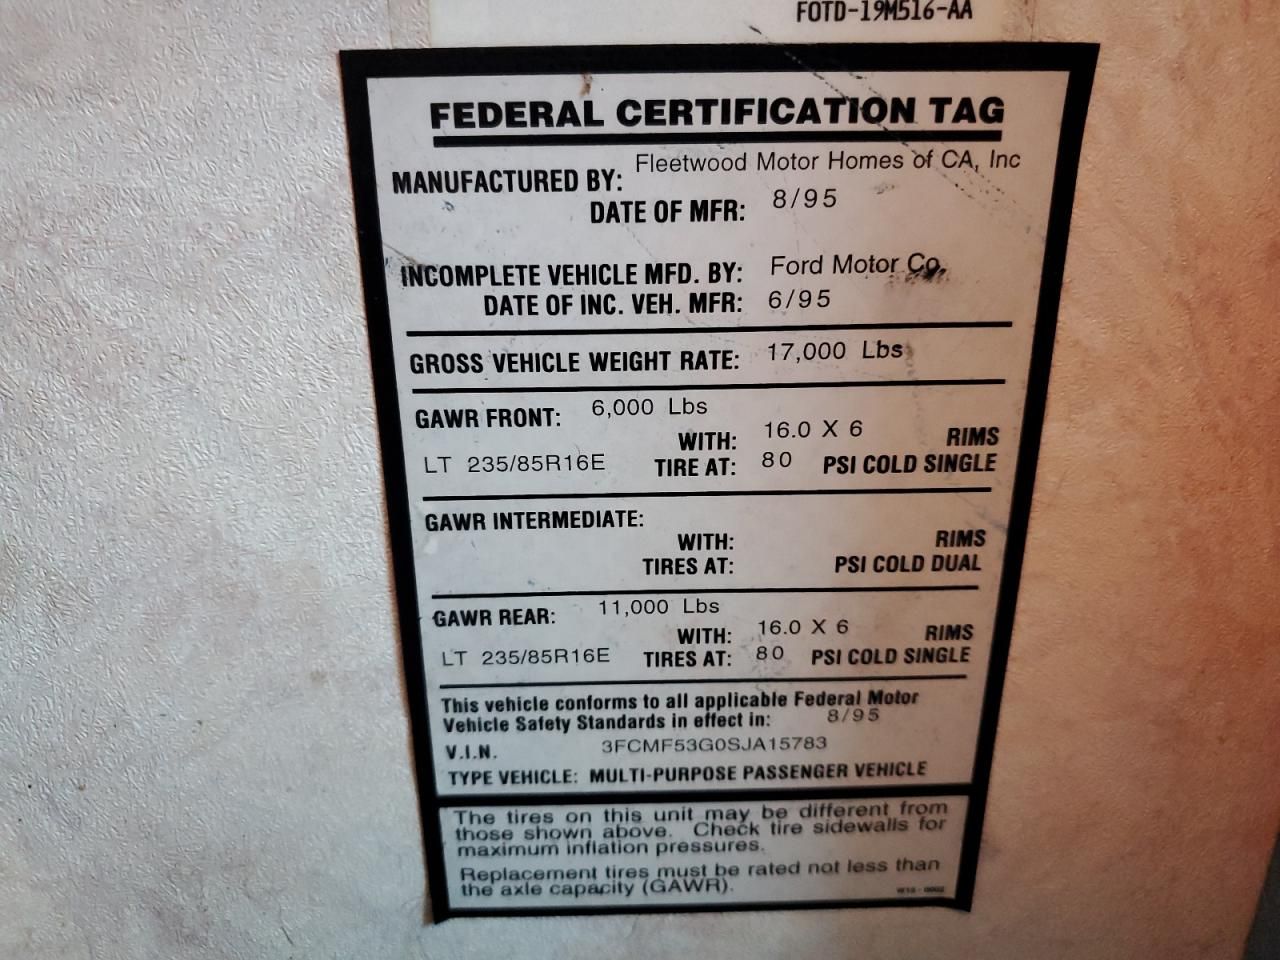 FOTD-19M516-AA
FEDERAL CERTIFICATION TAG
MANUFACTURED BY: Fleetwood Motor Homes of CA, Inc
DATE OF MFR: 8/95
INCOMPLETE VEHICLE MFD. BY: Ford Motor Co.
DATE OF INC. VEH. MFR: 6/95
GROSS VEHICLE WEIGHT RATE: 17,000 Lbs
GAWR FRONT: 6,000 Lbs
WITH: 16.0 X 6 RIMS
LT 235/85R16E TIRE AT: 80 PSI COLD SINGLE
GAWR INTERMEDIATE:
WITH: RIMS
TIRES AT: PSI COLD DUAL
GAWR REAR: 11,000 Lbs
WITH: 16.0 X 6 RIMS
LT 235/85R16E TIRES AT: 80 PSI COLD SINGLE
This vehicle conforms to all applicable Federal Motor
Vehicle Safety Standards in effect in: 8/95
V.I.N. 3FCMF53G0SJA15783
TYPE VEHICLE: MULTI-PURPOSE PASSENGER VEHICLE
The tires on this unit may be different from
those shown above. Check tire sidewalls for
maximum inflation pressures.
Replacement tires must be rated not less than
the axle capacity (GAWR).